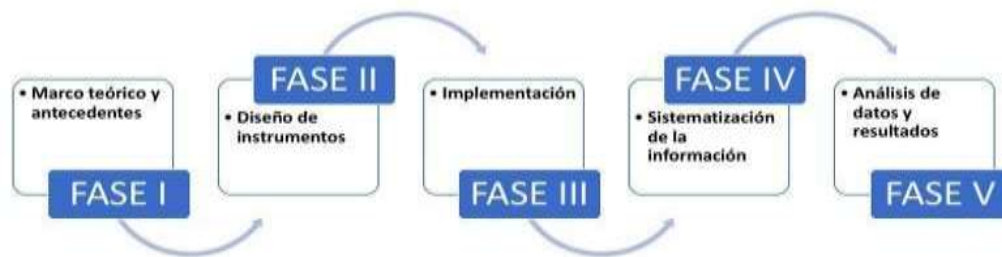 • Marco teórico y
antecedentes
FASE I
FASE II
• Diseño de
instrumentos
• Implementación
FASE III
FASE IV
• Sistematización
de la
información
• Análisis de
datos y
resultados
FASE V